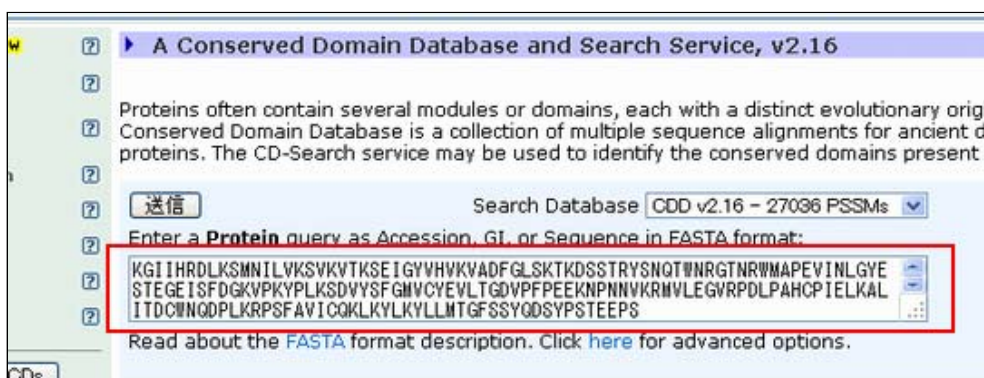 A Conserved Domain Database and Search Service, v2.16
Proteins often contain several modules or domains, each with a distinct evolutionary orig
Conserved Domain Database is a collection of multiple sequence alignments for ancient d
proteins. The CD-Search service may be used to identify the conserved domains present
送信 Search Database CDD v2.16 - 27036 PSSMs
Enter a Protein query as Accession, GI, or Sequence in FASTA format:
KGIIHRDLKSMNILVKSVKVTKSEIGYVHVKVADFGLSKTKDSSTRYSNQTWNRGTNRWMAPEVINLGYE
STEGEISFDGKVPKYPLKSDVYSFGMVCYEVLTGDVPFPEEKNPNNVKRMVLEGVRPDLPAHCPIELKAL
ITDCWNQDPLKRPSFAVICQKLKYLKYLLMTGFSSYQDSYPSTEEPS
Read about the FASTA format description. Click here for advanced options.
CDs